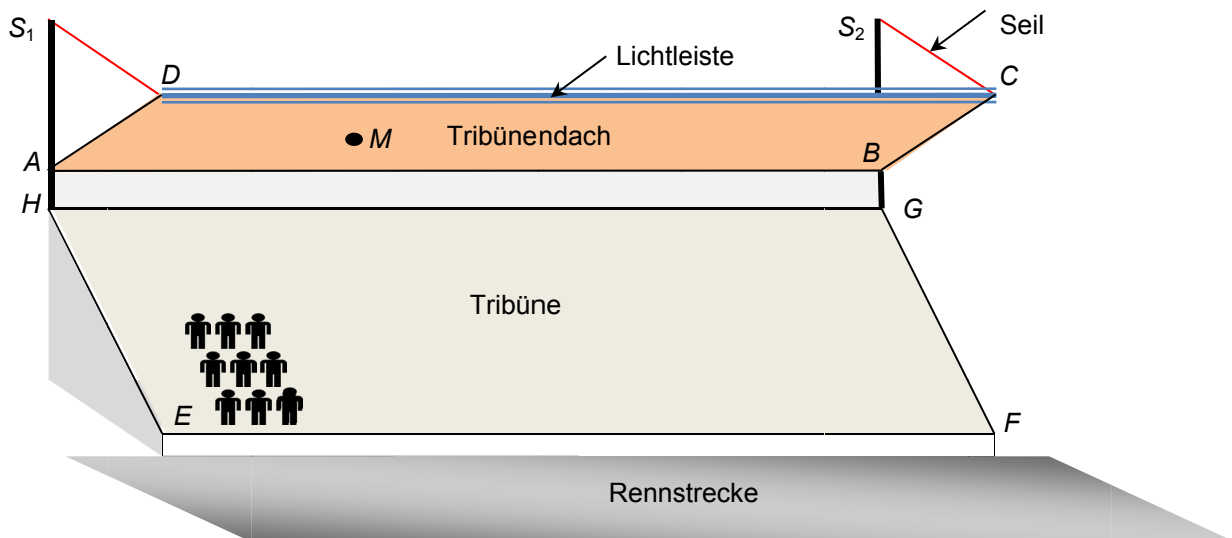 S1
S2
Seil
Lichtleiste
D
C
M
Tribünendach
A
B
H
G
Tribüne
E
F
Rennstrecke